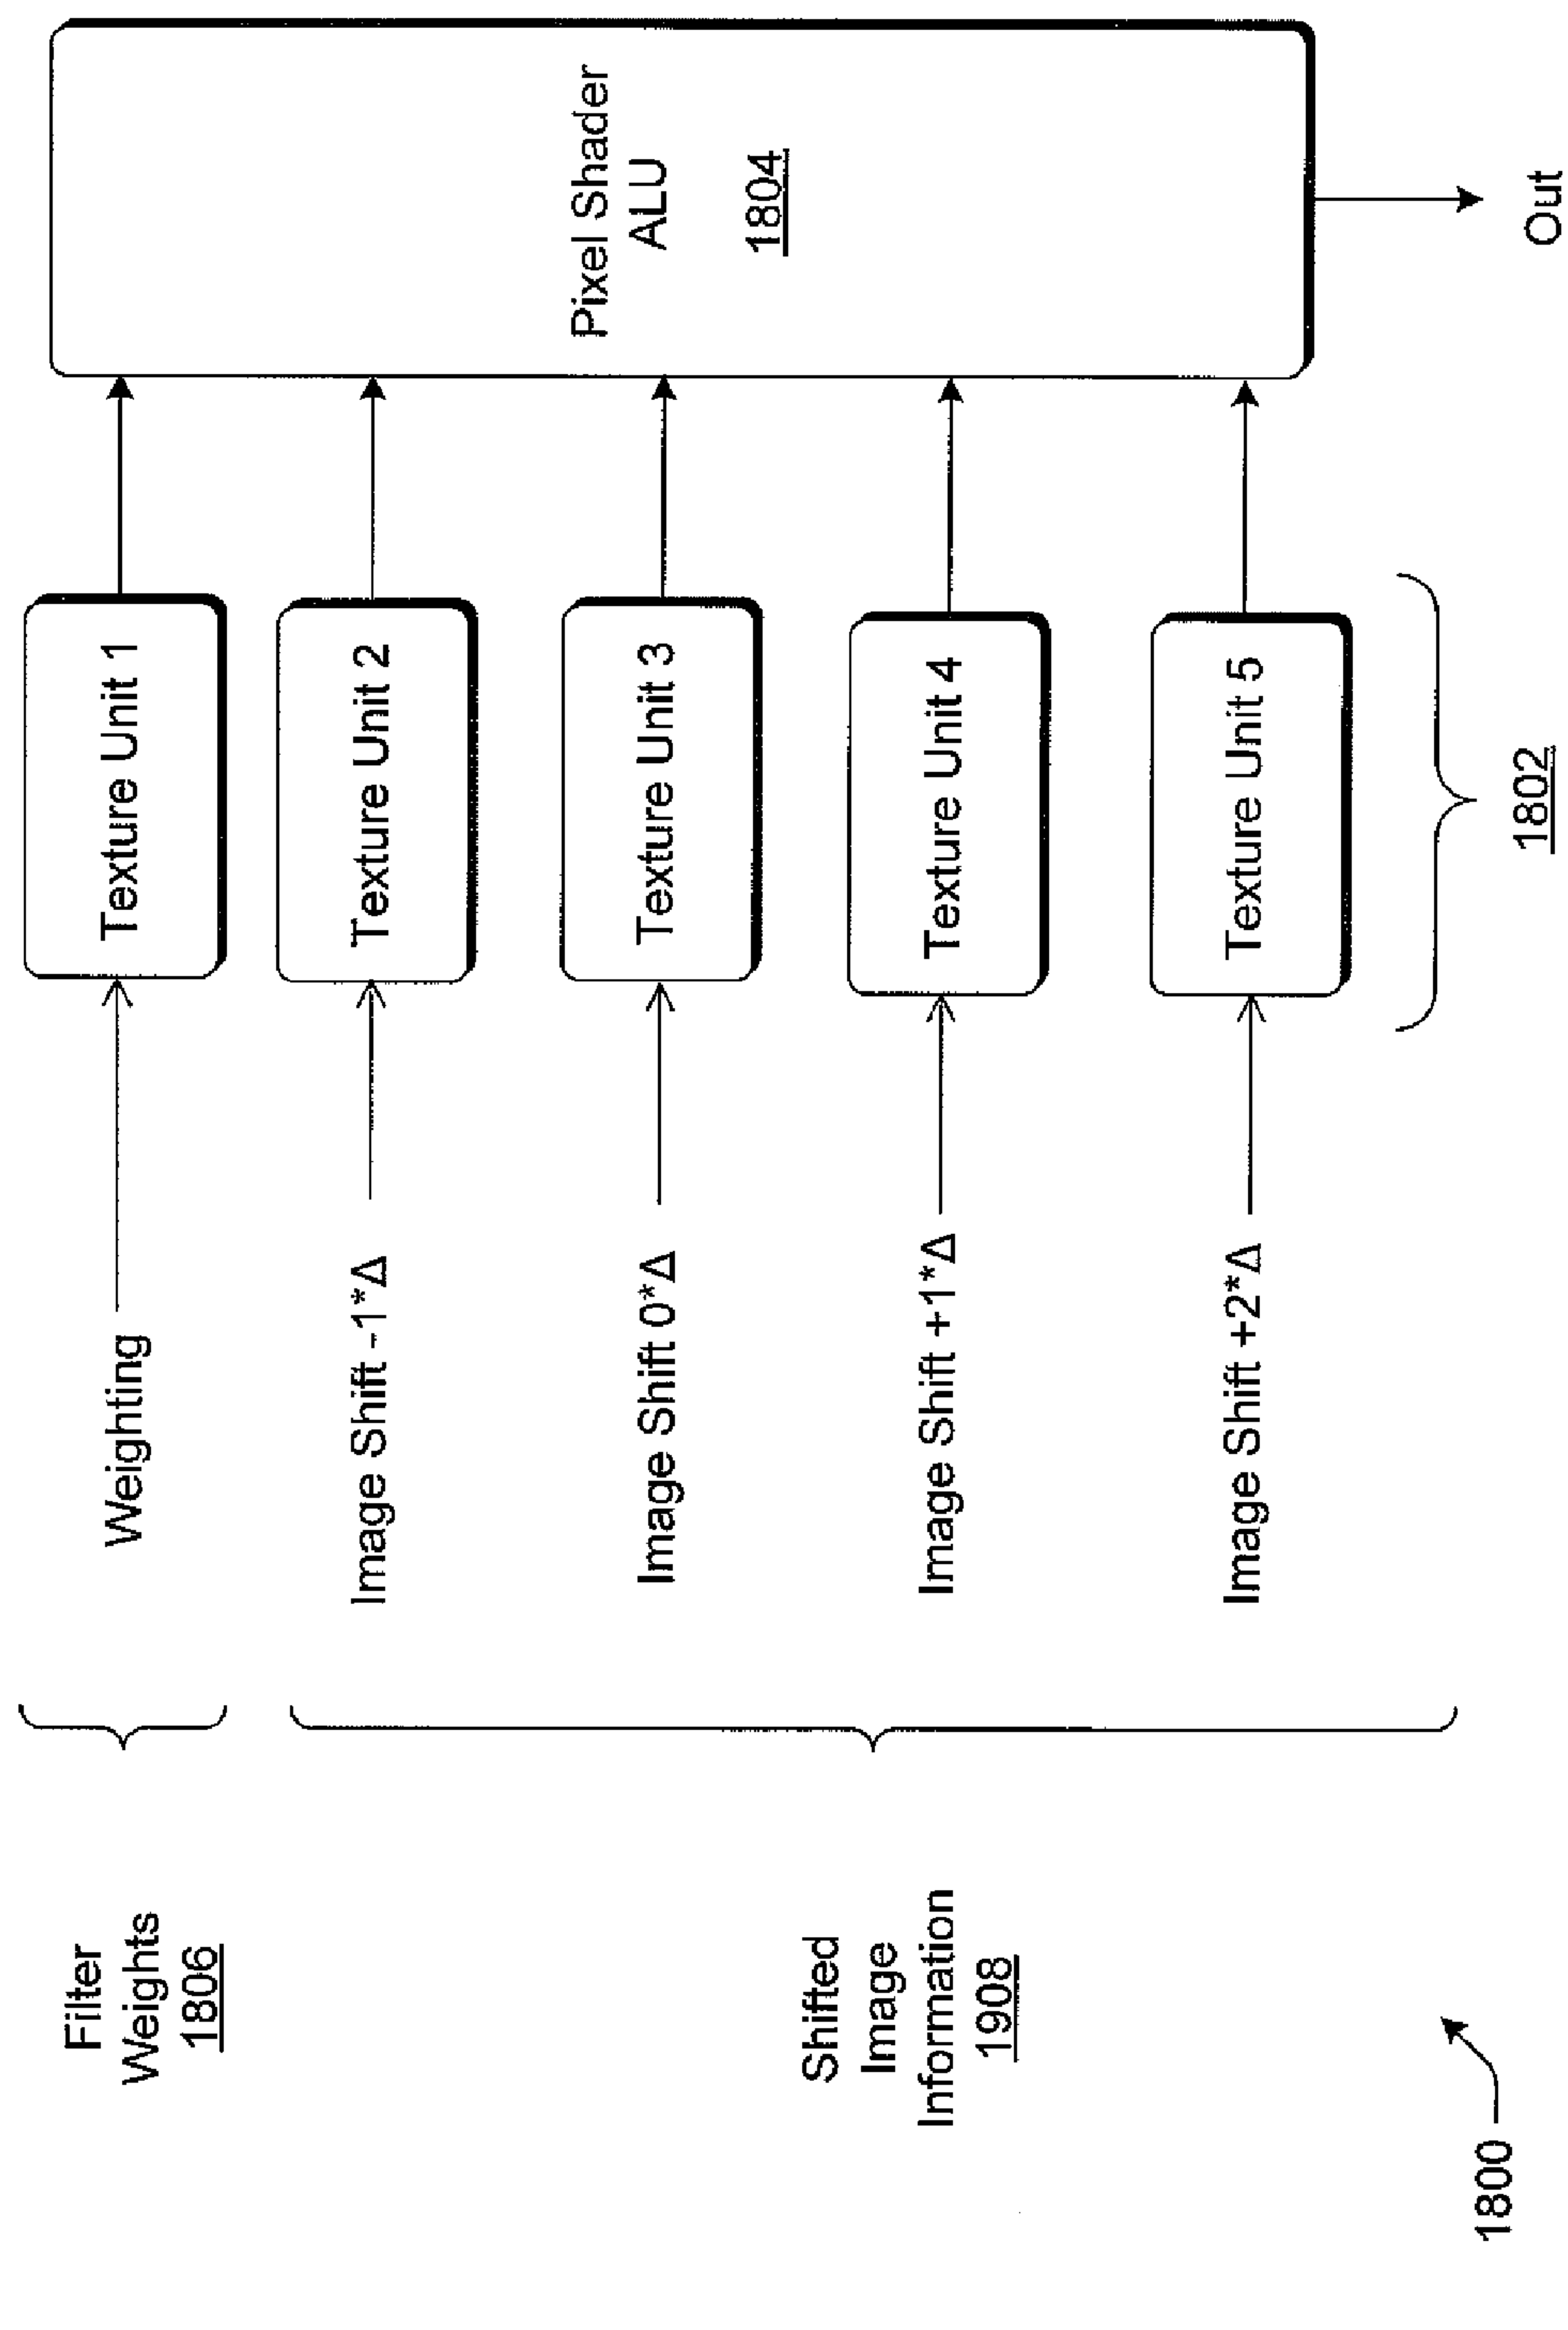 Filter
Weights
1806
Weighting
Texture Unit 1
Shifted
Image
Information
1908
Image Shift -1*Δ
Texture Unit 2
Image Shift 0*Δ
Texture Unit 3
Image Shift +1*Δ
Texture Unit 4
Image Shift +2*Δ
Texture Unit 5
Pixel Shader
ALU
1804
1802
Out
1800